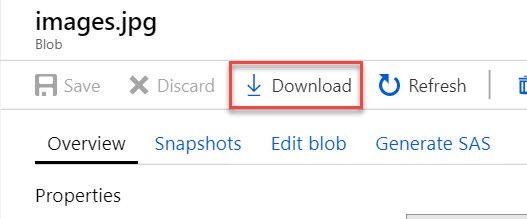 images.jpg
Blob
Save Discard Download Refresh
Overview Snapshots Edit blob Generate SAS
Properties